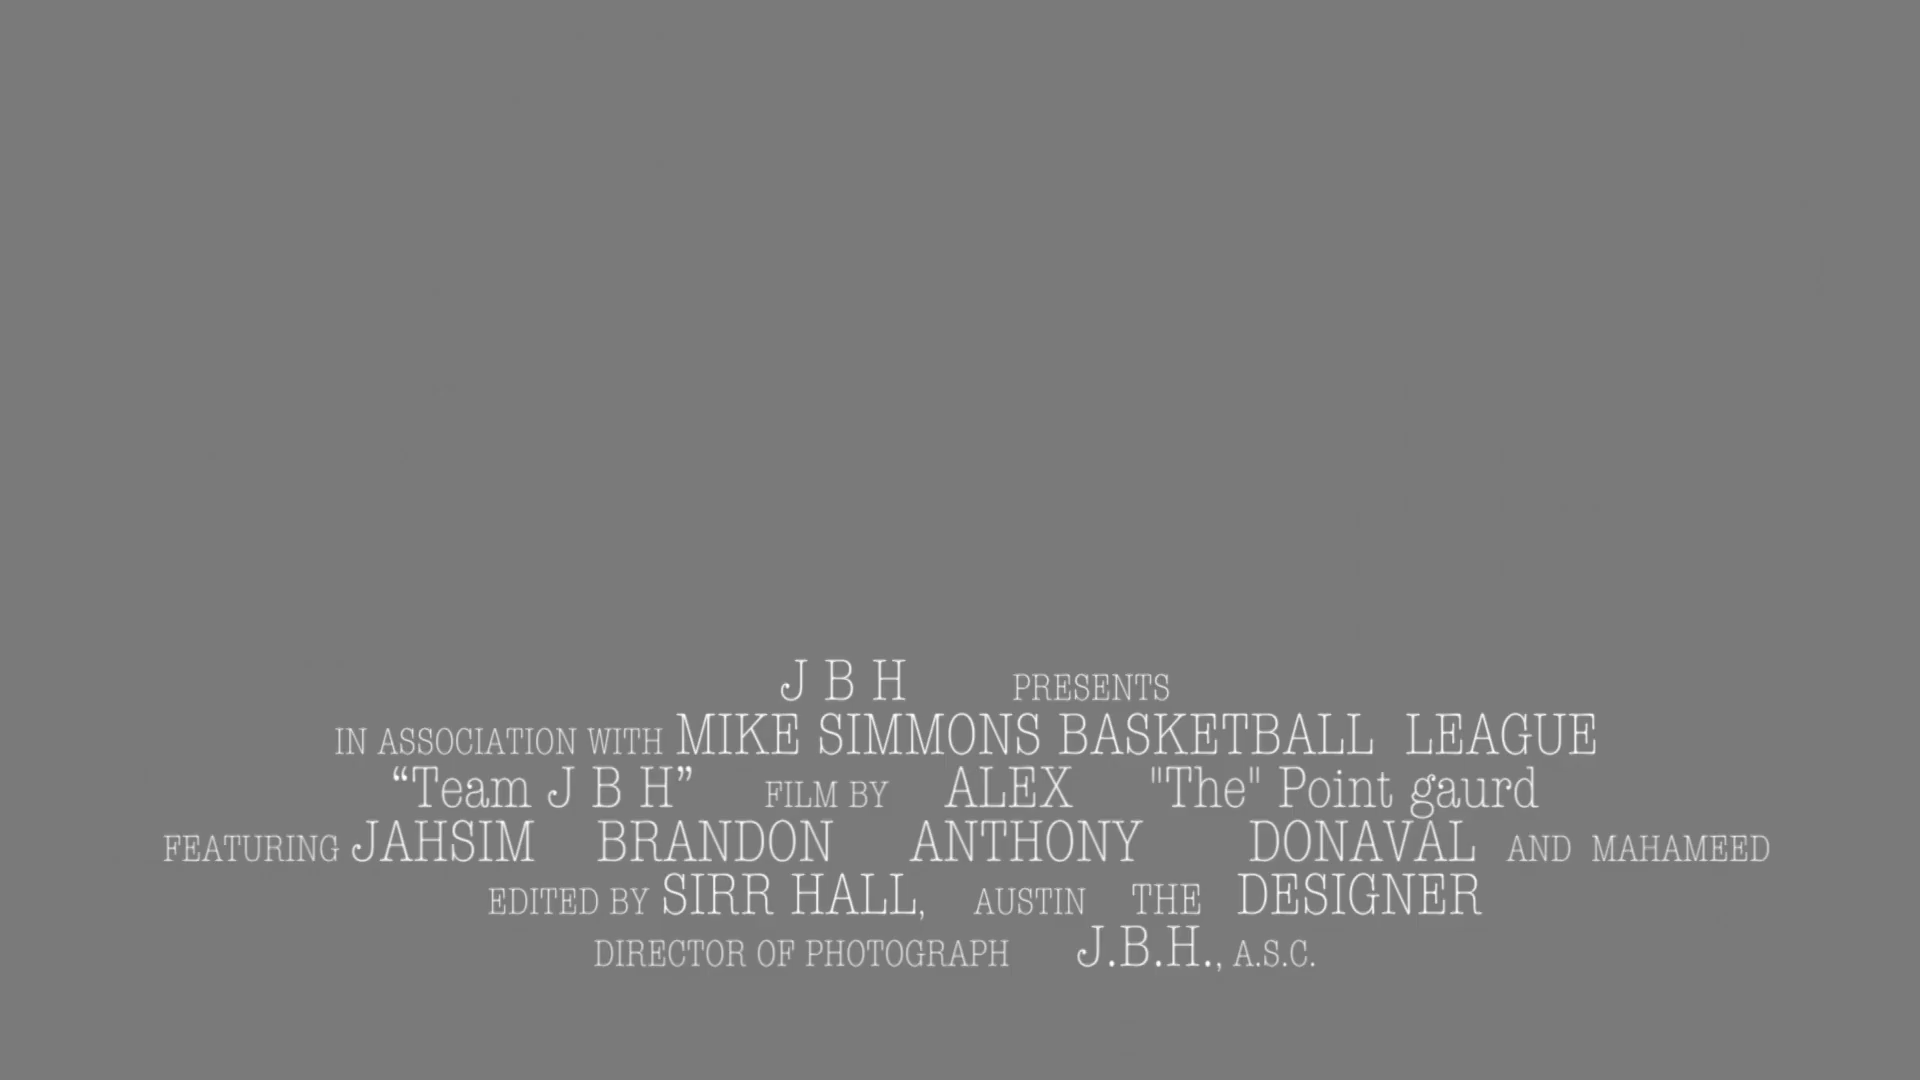 J B H PRESENTS
IN ASSOCIATION WITH MIKE SIMMONS BASKETBALL LEAGUE
“Team J B H” FILM BY ALEX "The" Point gaurd
FEATURING JAHSIM BRANDON ANTHONY DONAVAL AND MAHAMEED
EDITED BY SIRR HALL, AUSTIN THE DESIGNER
DIRECTOR OF PHOTOGRAPH J.B.H., A.S.C.